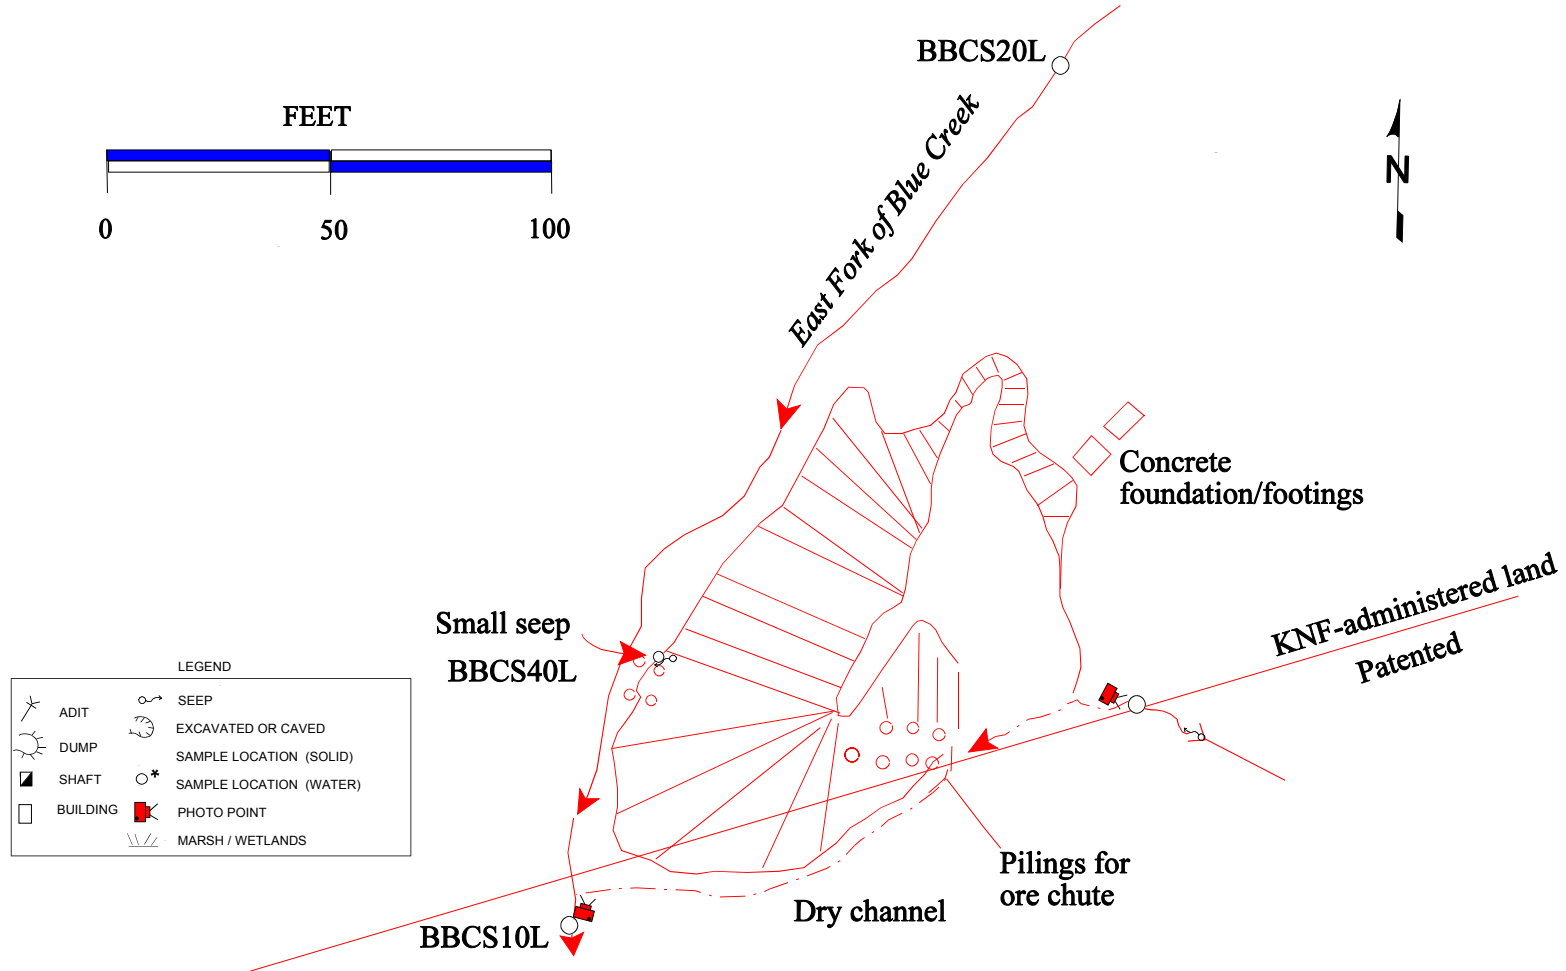 BBCS20L
FEET
0
50
100
East Fork of Blue Creek
N
Concrete
foundation/footings
KNF-administered land
Patented
Small seep
BBCS40L
LEGEND
ADIT
DUMP
SHAFT
BUILDING
SEEP
EXCAVATED OR CAVED
SAMPLE LOCATION (SOLID)
* SAMPLE LOCATION (WATER)
PHOTO POINT
MARSH / WETLANDS
Pilings for
ore chute
Dry channel
BBCS10L